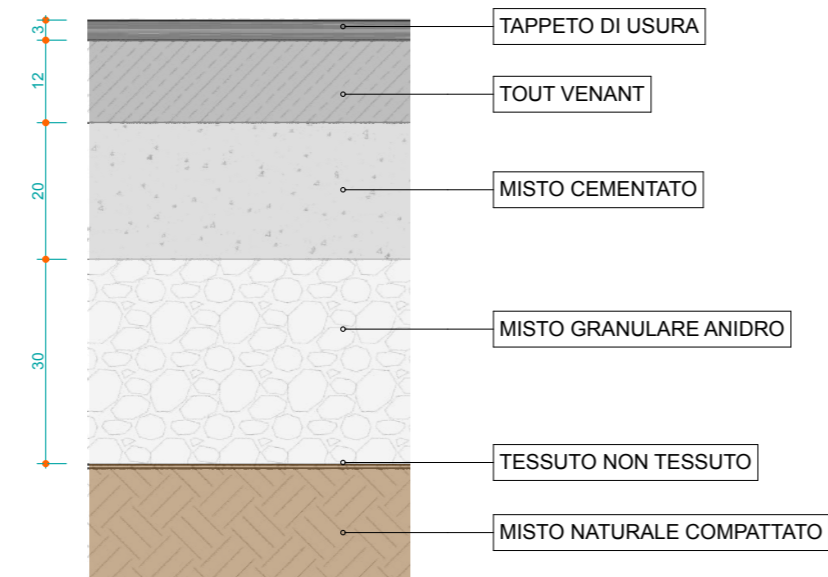 3
TAPPETO DI USURA
12
TOUT VENANT
20
MISTO CEMENTATO
30
MISTO GRANULARE ANIDRO
TESSUTO NON TESSUTO
MISTO NATURALE COMPATTATO